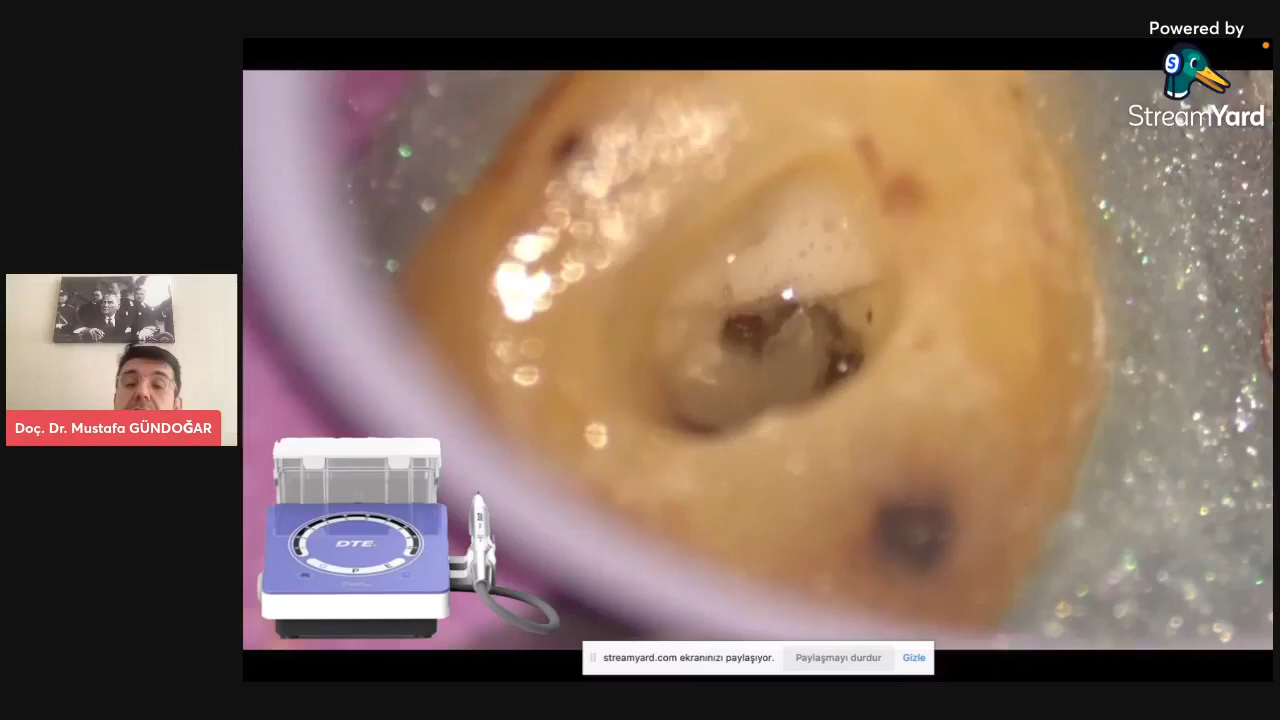 Powered by
StreamYard
Doç. Dr. Mustafa GÜNDOĞAR
DTE
streamyard.com ekranınızı paylaşıyor.
Paylaşmayı durdur
Gizle